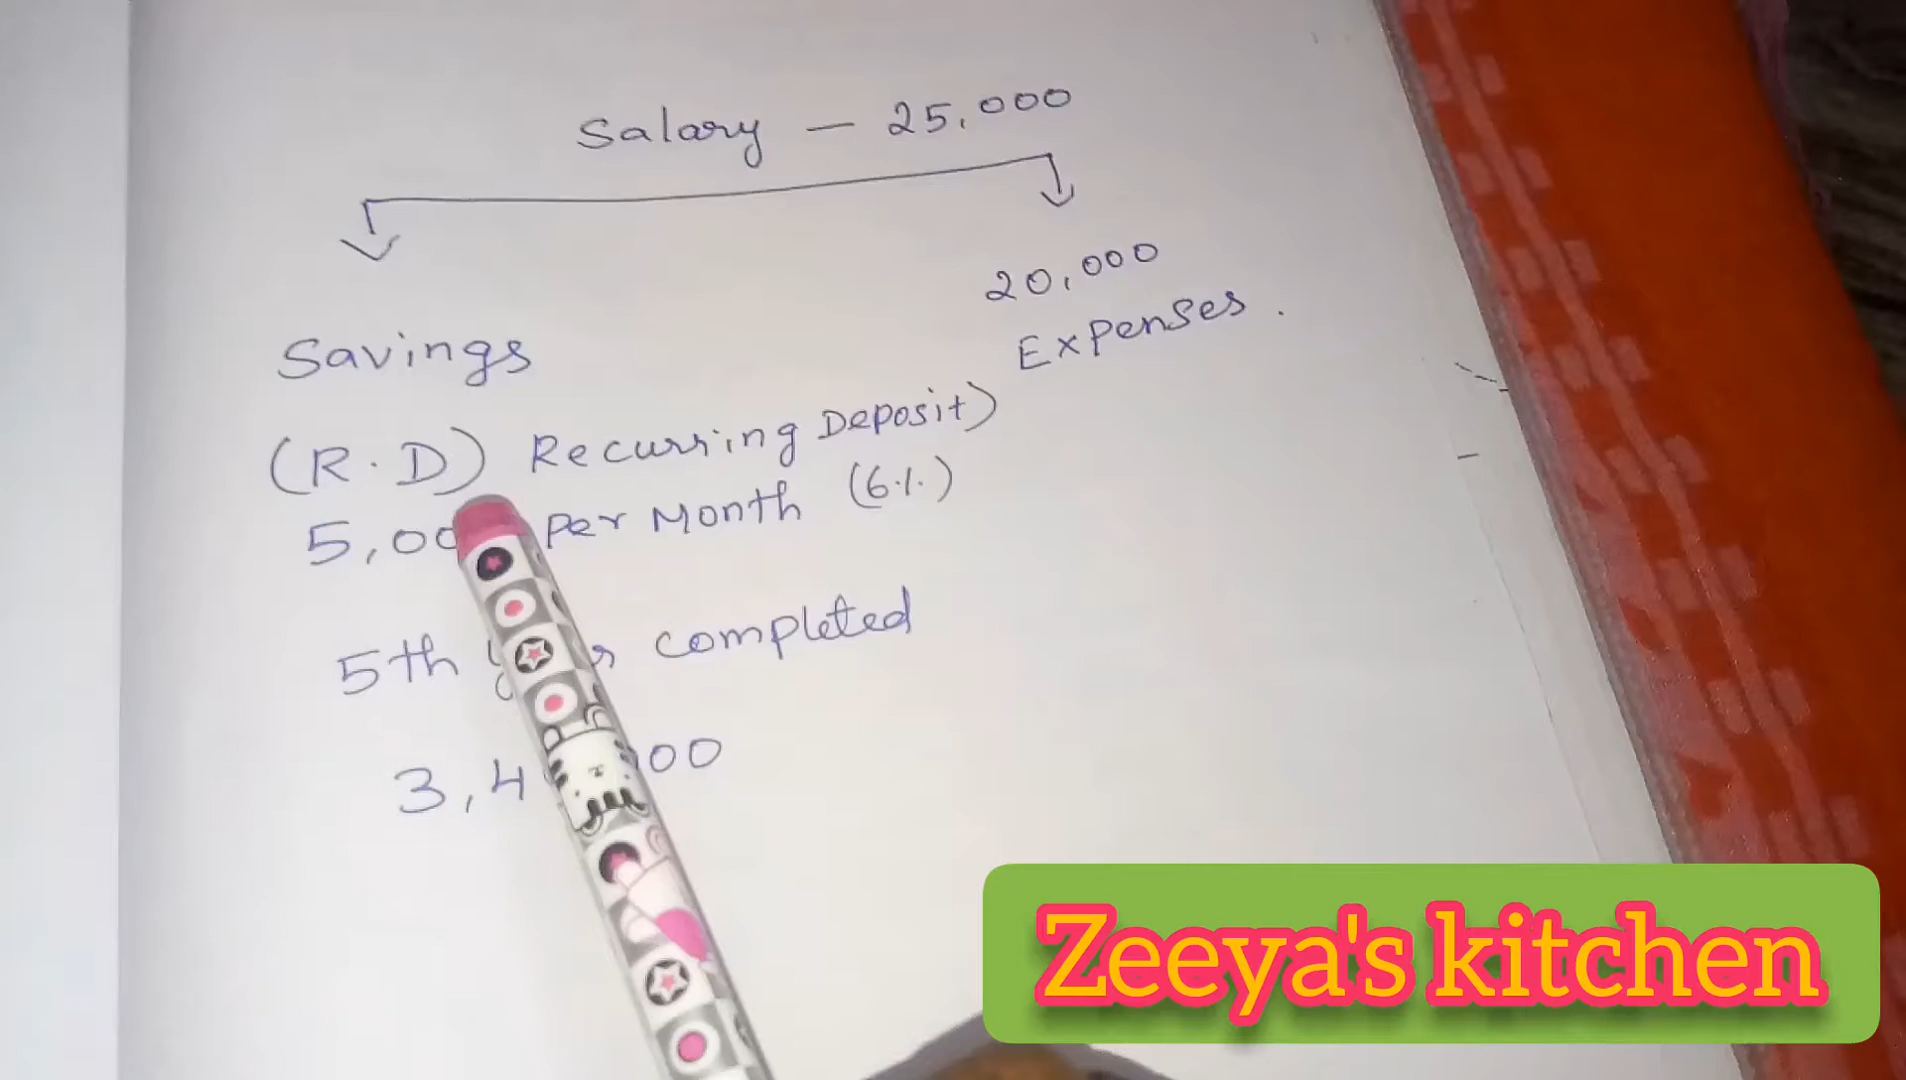 Salary — 25,000
20,000
Expenses.
Savings
(R.D) Recurring Deposit)
Per Month (6%)
5th completed
Zeeya's kitchen